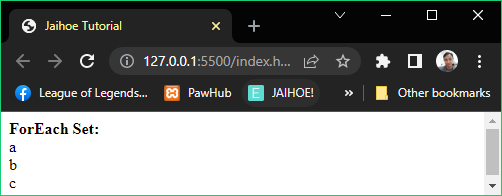 Jaihoe Tutorial
127.0.0.1:5500/index.h...
League of Legends...
PawHub
JAIHOE!
Other bookmarks
ForEach Set:
a
b
c